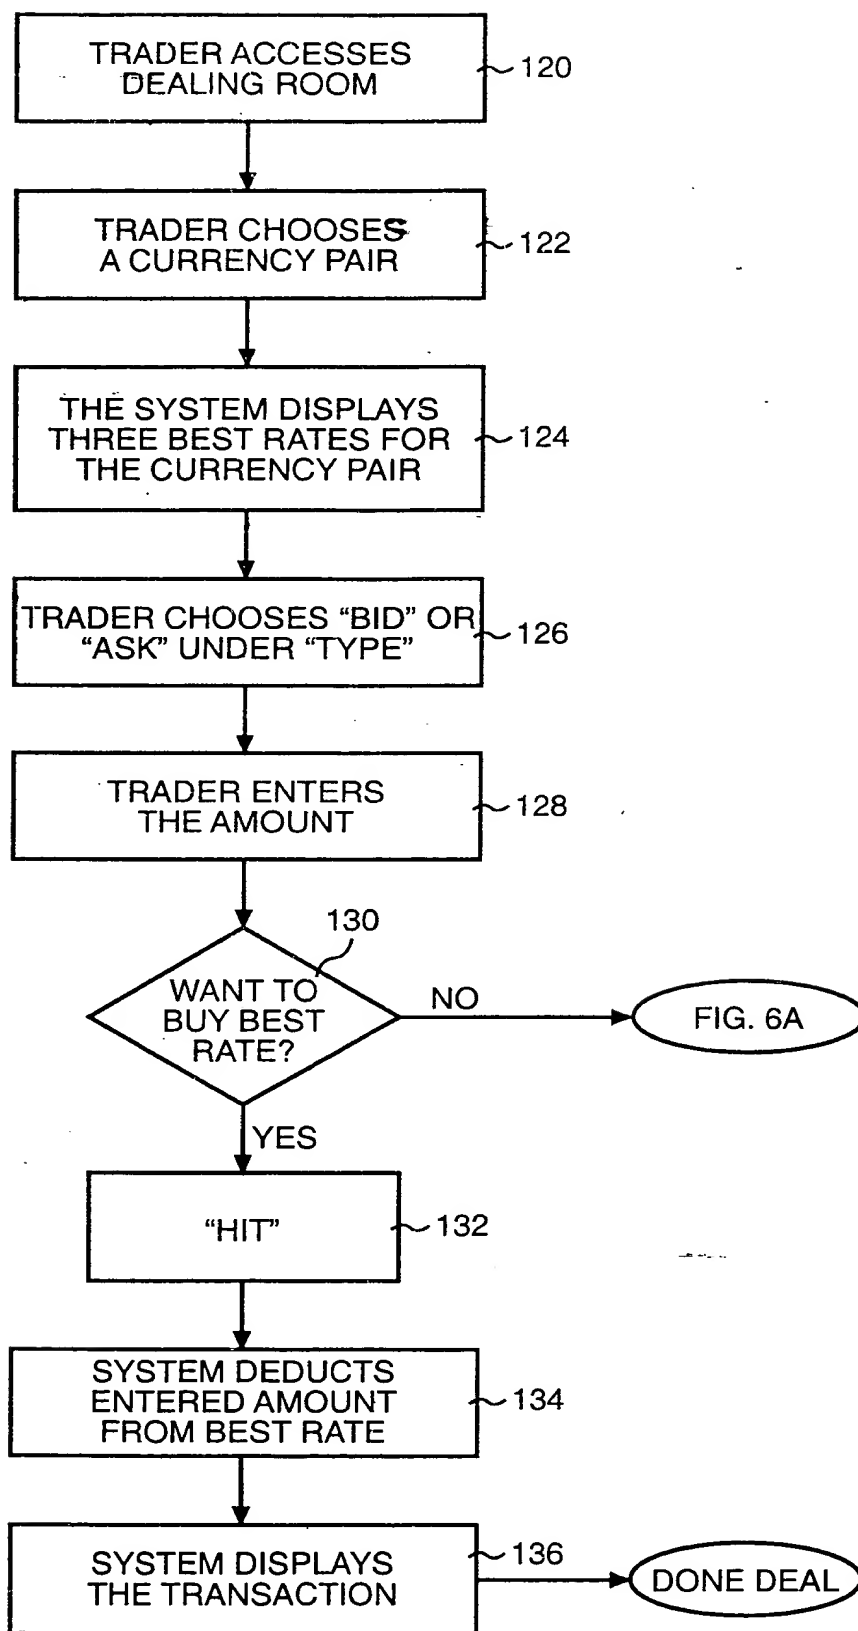 TRADER ACCESSES
DEALING ROOM
120
TRADER CHOOSES
A CURRENCY PAIR
122
THE SYSTEM DISPLAYS
THREE BEST RATES FOR
THE CURRENCY PAIR
124
TRADER CHOOSES “BID” OR
“ASK” UNDER “TYPE”
126
TRADER ENTERS
THE AMOUNT
128
130
WANT TO
BUY BEST
RATE?
NO
FIG. 6A
YES
“HIT”
132
SYSTEM DEDUCTS
ENTERED AMOUNT
FROM BEST RATE
134
SYSTEM DISPLAYS
THE TRANSACTION
136
DONE DEAL